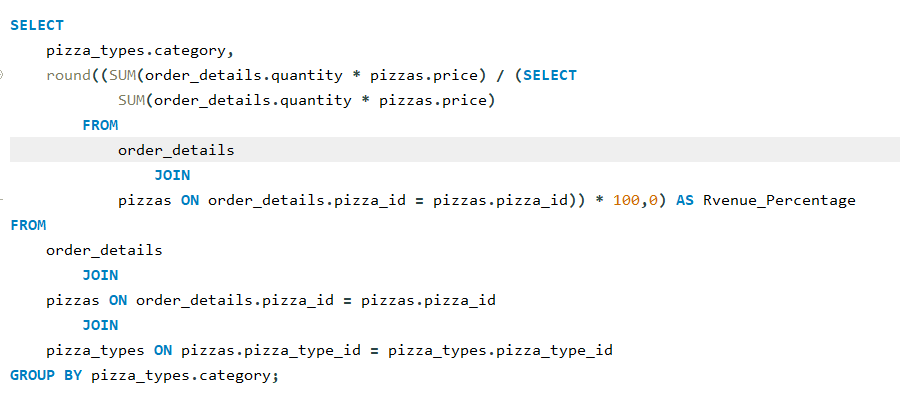 SELECT
pizza_types.category,
round((SUM(order_details.quantity * pizzas.price) / (SELECT
SUM(order_details.quantity * pizzas.price)
FROM
order_details
JOIN
pizzas ON order_details.pizza_id = pizzas.pizza_id)) * 100,0) AS Rvenue_Percentage
FROM
order_details
JOIN
pizzas ON order_details.pizza_id = pizzas.pizza_id
JOIN
pizza_types ON pizzas.pizza_type_id = pizza_types.pizza_type_id
GROUP BY pizza_types.category;